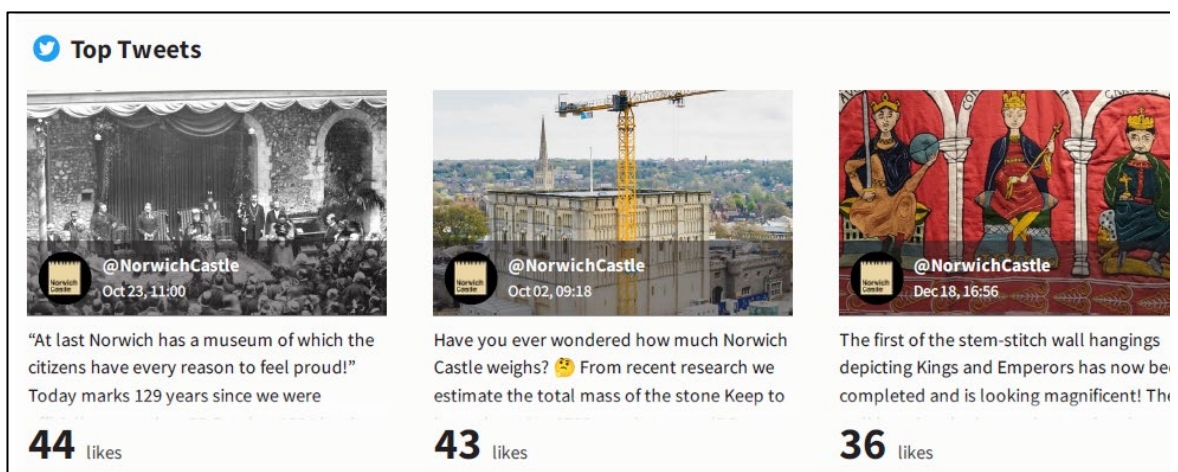 Top Tweets
@NorwichCastle
Oct 23, 11:00
“At last Norwich has a museum of which the
citizens have every reason to feel proud!”
Today marks 129 years since we were
44 likes
@NorwichCastle
Oct 02, 09:18
Have you ever wondered how much Norwich
Castle weighs? 🤔 From recent research we
estimate the total mass of the stone Keep to
43 likes
@NorwichCastle
Dec 18, 16:56
The first of the stem-stitch wall hangings
depicting Kings and Emperors has now
completed and is looking magnificent!
36 likes